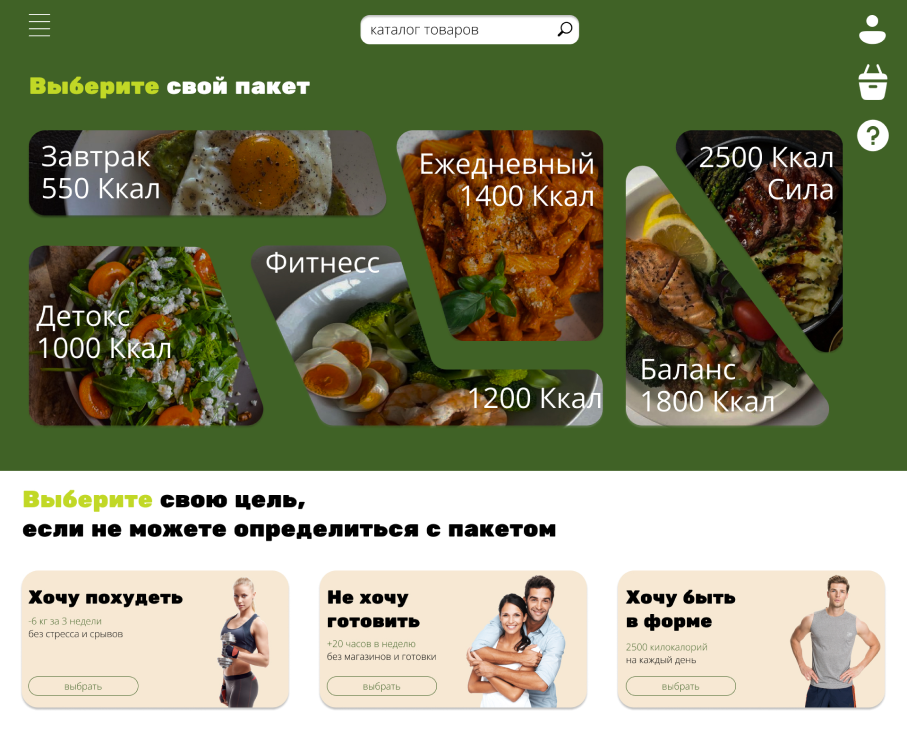 каталог товаров
Выберите свой пакет
Завтрак
550 Ккал
Ежедневный
1400 Ккал
2500 Ккал
Сила
Детокс
1000 Ккал
Фитнесс
1200 Ккал
Баланс
1800 Ккал
Выберите свою цель,
если не можете определиться с пакетом
Хочу похудеть
-6 кг за 3 недели
без стресса и срывов
выбрать
Не хочу
готовить
+20 часов в неделю
без магазинов и готовки
выбрать
Хочу быть
в форме
2500 килокалорий
на каждый день
выбрать